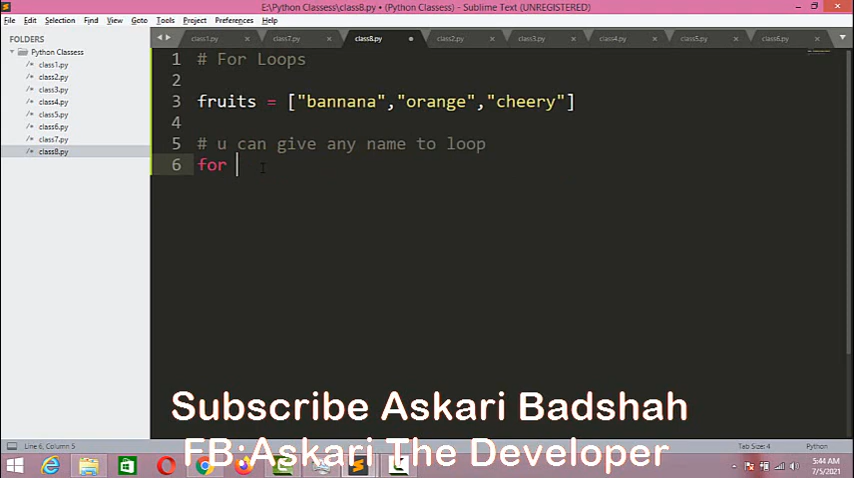 E:\Python Classess\class8.py • (Python Classess) - Sublime Text (UNREGISTERED)
File Edit Selection Find View Goto Tools Project Preferences Help
FOLDERS
Python Classess
class1.py
class2.py
class3.py
class4.py
class5.py
class6.py
class7.py
class8.py
class1.py class7.py class8.py class2.py class3.py class4.py class5.py class6.py
1 # For Loops
2
3 fruits = ["bannana","orange","cheery"]
4
5 # u can give any name to loop
6 for
Subscribe Askari Badshah
FB:Askari The Developer
Line 6, Column 5 Tab Size: 4 Python
5:44 AM
7/5/2021